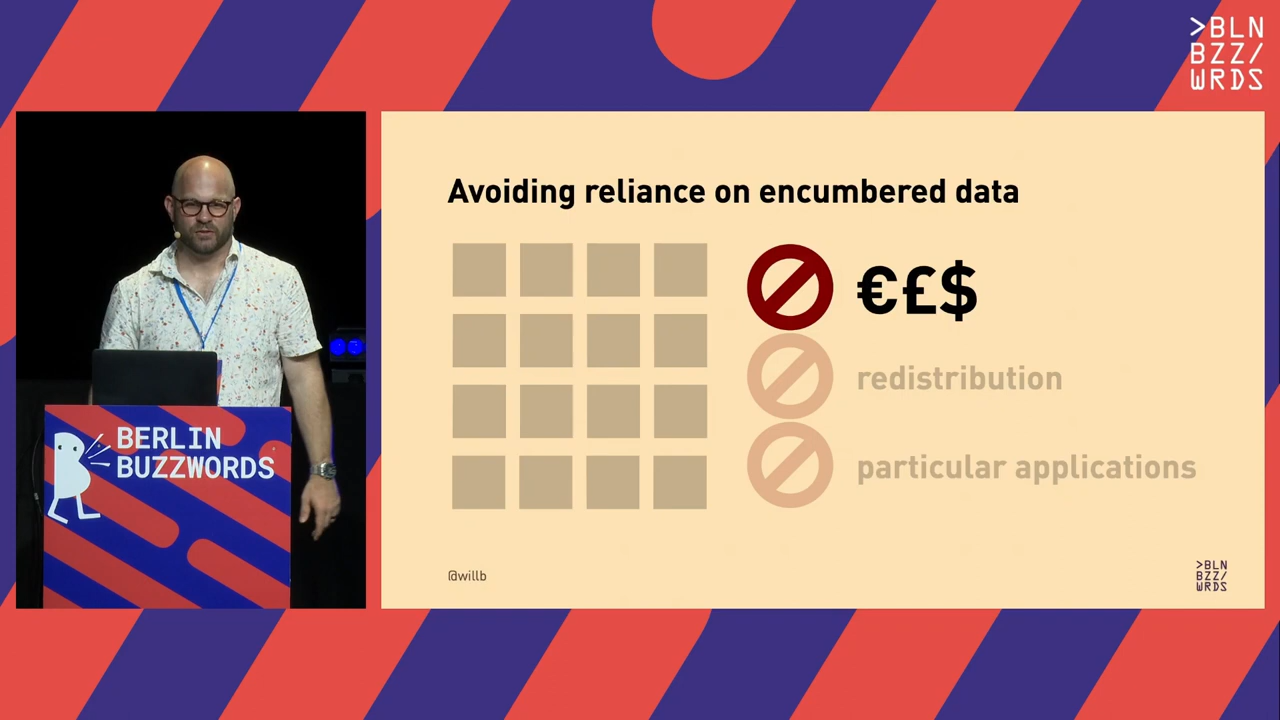 >BLN
BZZ/
WRDS
BERLIN
BUZZWORDS
Avoiding reliance on encumbered data
€£$
redistribution
particular applications
@willb
>BLN
BZZ/
WRDS